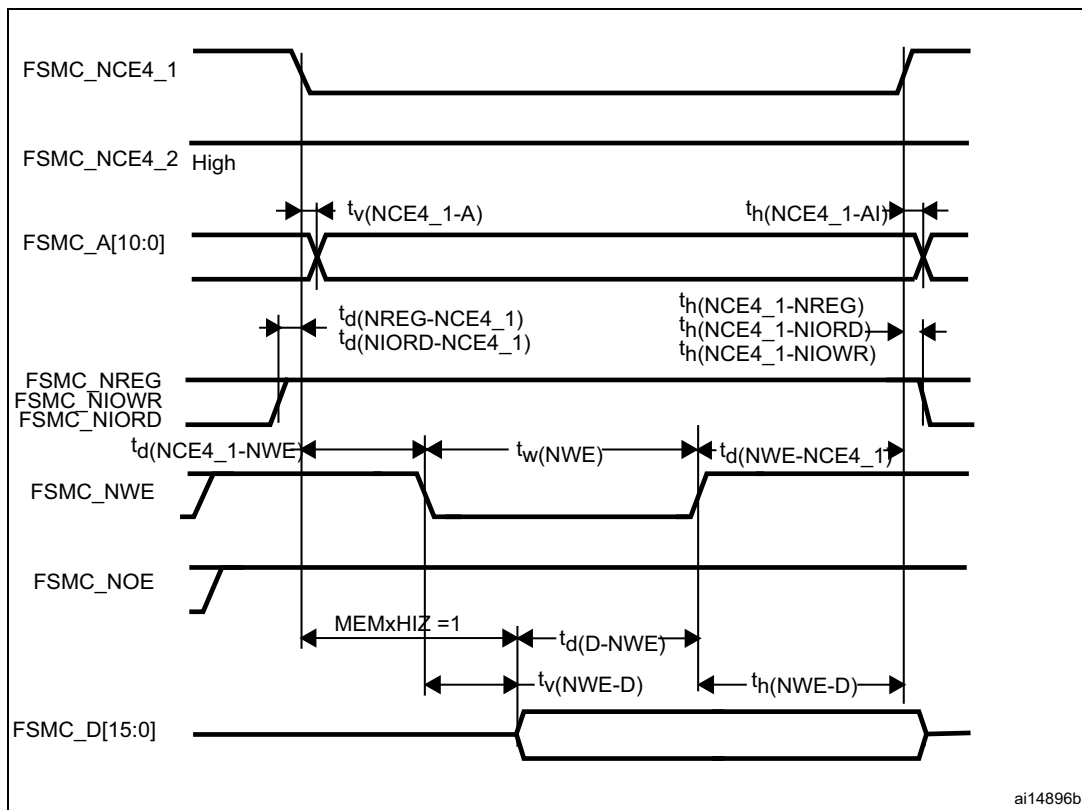 FSMC_NCE4_1
FSMC_NCE4_2 High
tv(NCE4_1-A)
th(NCE4_1-AI)
FSMC_A[10:0]
td(NREG-NCE4_1)
td(NIORD-NCE4_1)
th(NCE4_1-NREG)
th(NCE4_1-NIORD)
th(NCE4_1-NIOWR)
FSMC_NREG
FSMC_NIOWR
FSMC_NIORD
td(NCE4_1-NWE)
tw(NWE)
td(NWE-NCE4_1)
FSMC_NWE
FSMC_NOE
MEMxHIZ =1
td(D-NWE)
tv(NWE-D)
th(NWE-D)
FSMC_D[15:0]
ai14896b